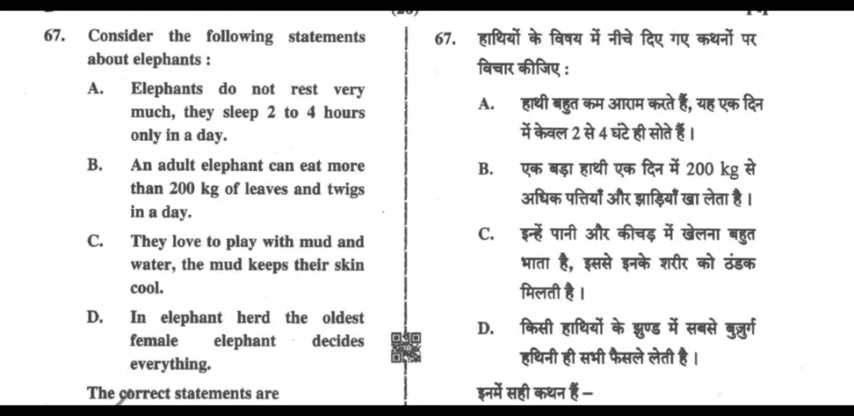 67. Consider the following statements
about elephants :
A. Elephants do not rest very
much, they sleep 2 to 4 hours
only in a day.
B. An adult elephant can eat more
than 200 kg of leaves and twigs
in a day.
C. They love to play with mud and
water, the mud keeps their skin
cool.
D. In elephant herd the oldest
female elephant decides
everything.
The correct statements are
67. हाथियों के विषय में नीचे दिए गए कथनों पर
विचार कीजिए :
A. हाथी बहुत कम आराम करते हैं, यह एक दिन
में केवल 2 से 4 घंटे ही सोते हैं ।
B. एक बड़ा हाथी एक दिन में 200 kg से
अधिक पत्तियाँ और झाड़ियाँ खा लेता है ।
C. इन्हें पानी और कीचड़ में खेलना बहुत
भाता है, इससे इनके शरीर को ठंडक
मिलती है ।
D. किसी हाथियों के झुण्ड में सबसे बुज़ुर्ग
हथिनी ही सभी फैसले लेती है ।
इनमें सही कथन हैं –